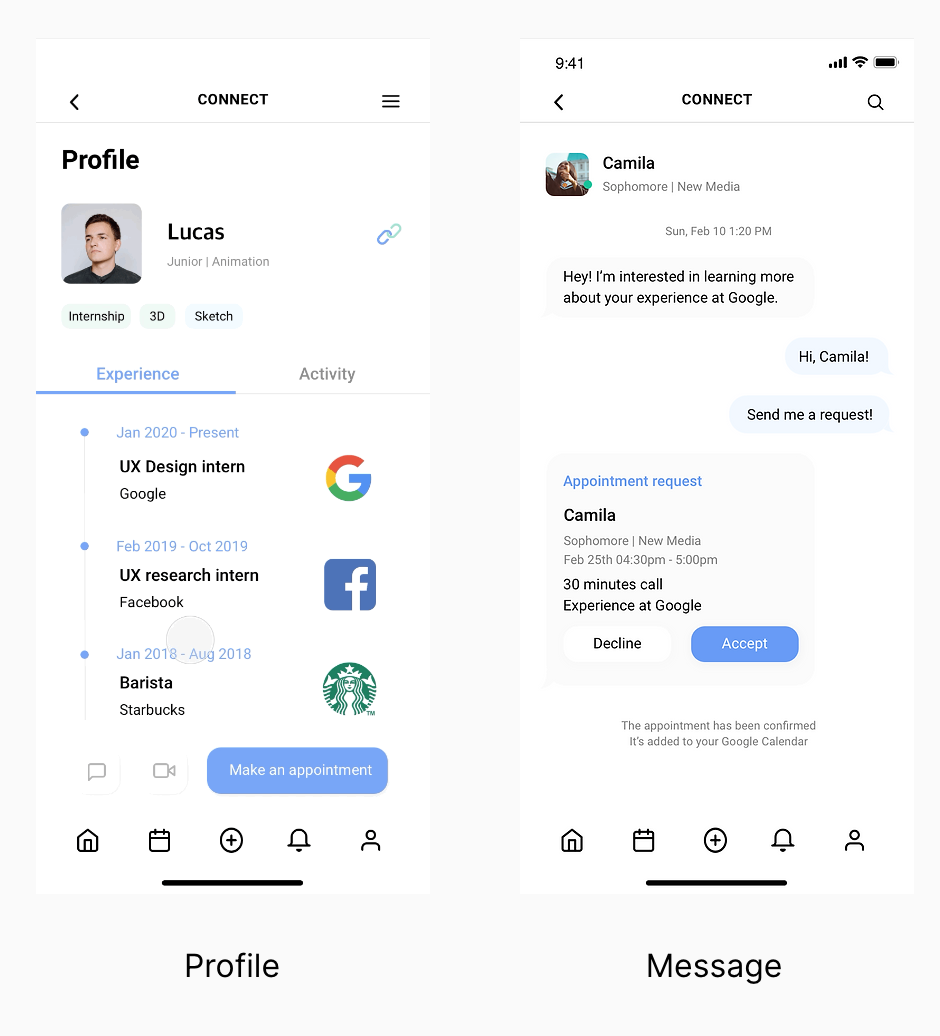 CONNECT
Profile
Lucas
Junior | Animation
Internship 3D Sketch
Experience Activity
Jan 2020 - Present
UX Design intern
Google
Feb 2019 - Oct 2019
UX research intern
Facebook
Jan 2018 - Aug 2018
Barista
Starbucks
TM
Make an appointment
Profile
9:41
CONNECT
Camila
Sophomore | New Media
Sun, Feb 10 1:20 PM
Hey! I’m interested in learning more
about your experience at Google.
Hi, Camila!
Send me a request!
Appointment request
Camila
Sophomore | New Media
Feb 25th 04:30pm - 5:00pm
30 minutes call
Experience at Google
Decline Accept
The appointment has been confirmed
It’s added to your Google Calendar
Message